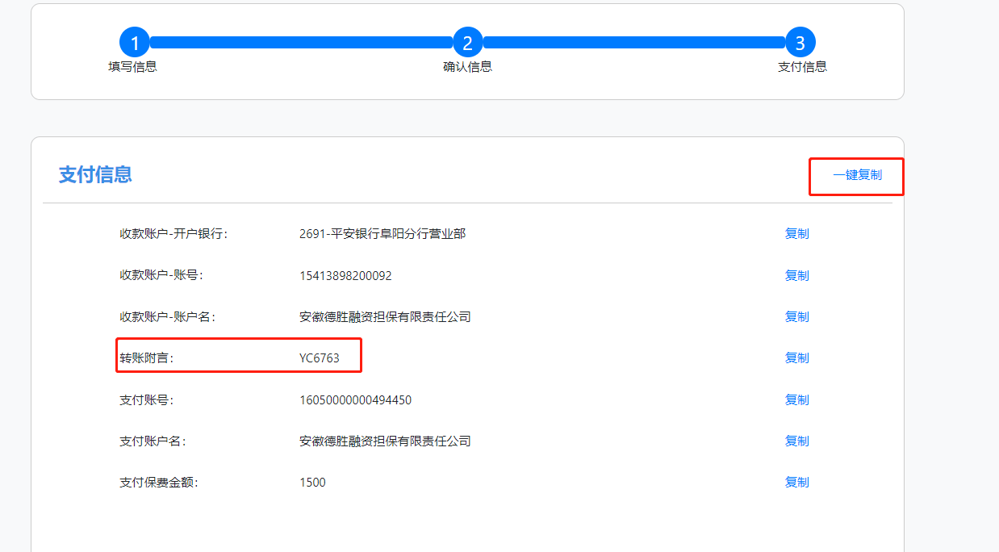 1 2 3
填写信息 确认信息 支付信息
支付信息 一键复制
收款账户-开户银行： 2691-平安银行阜阳分行营业部 复制
收款账户-账号： 15413898200092 复制
收款账户-账户名： 安徽德胜融资担保有限责任公司 复制
转账附言： YC6763 复制
支付账号： 16050000000494450 复制
支付账户名： 安徽德胜融资担保有限责任公司 复制
支付保费金额： 1500 复制